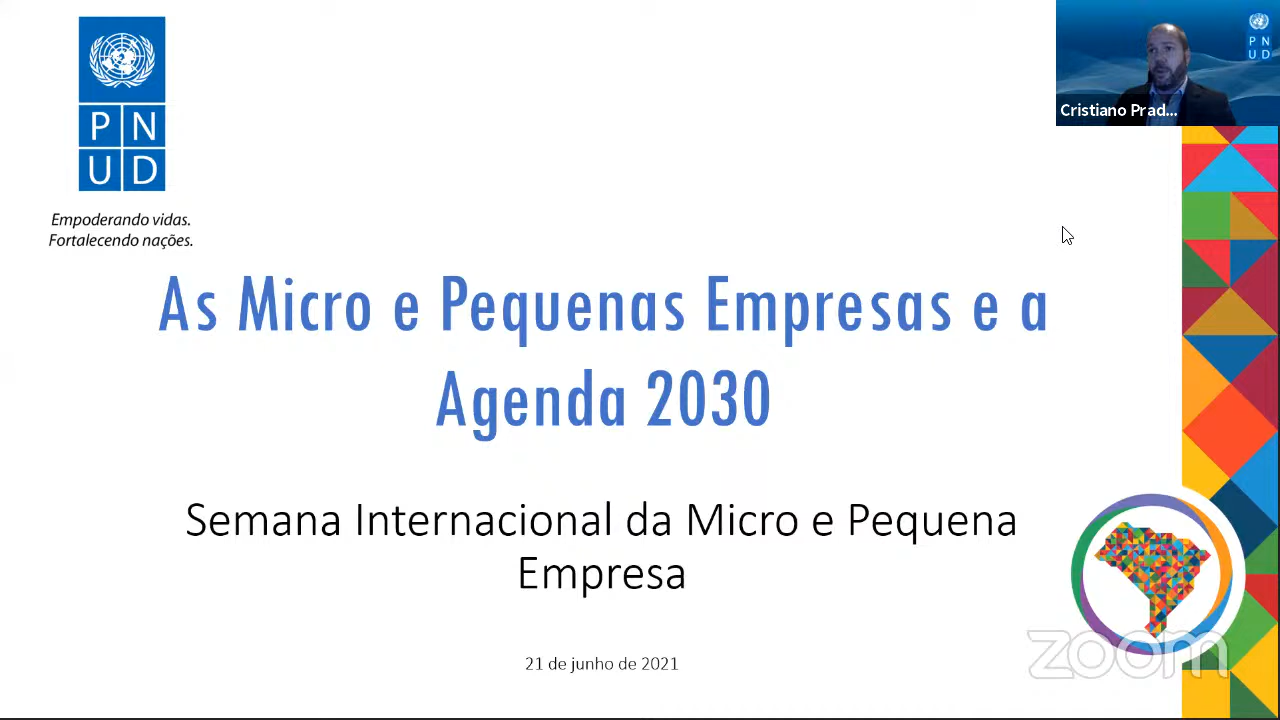 P N
U D
Empoderando vidas.
Fortalecendo nações.
P N
U D
Cristiano Prad...
As Micro e Pequenas Empresas e a
Agenda 2030
Semana Internacional da Micro e Pequena
Empresa
21 de junho de 2021
zoom